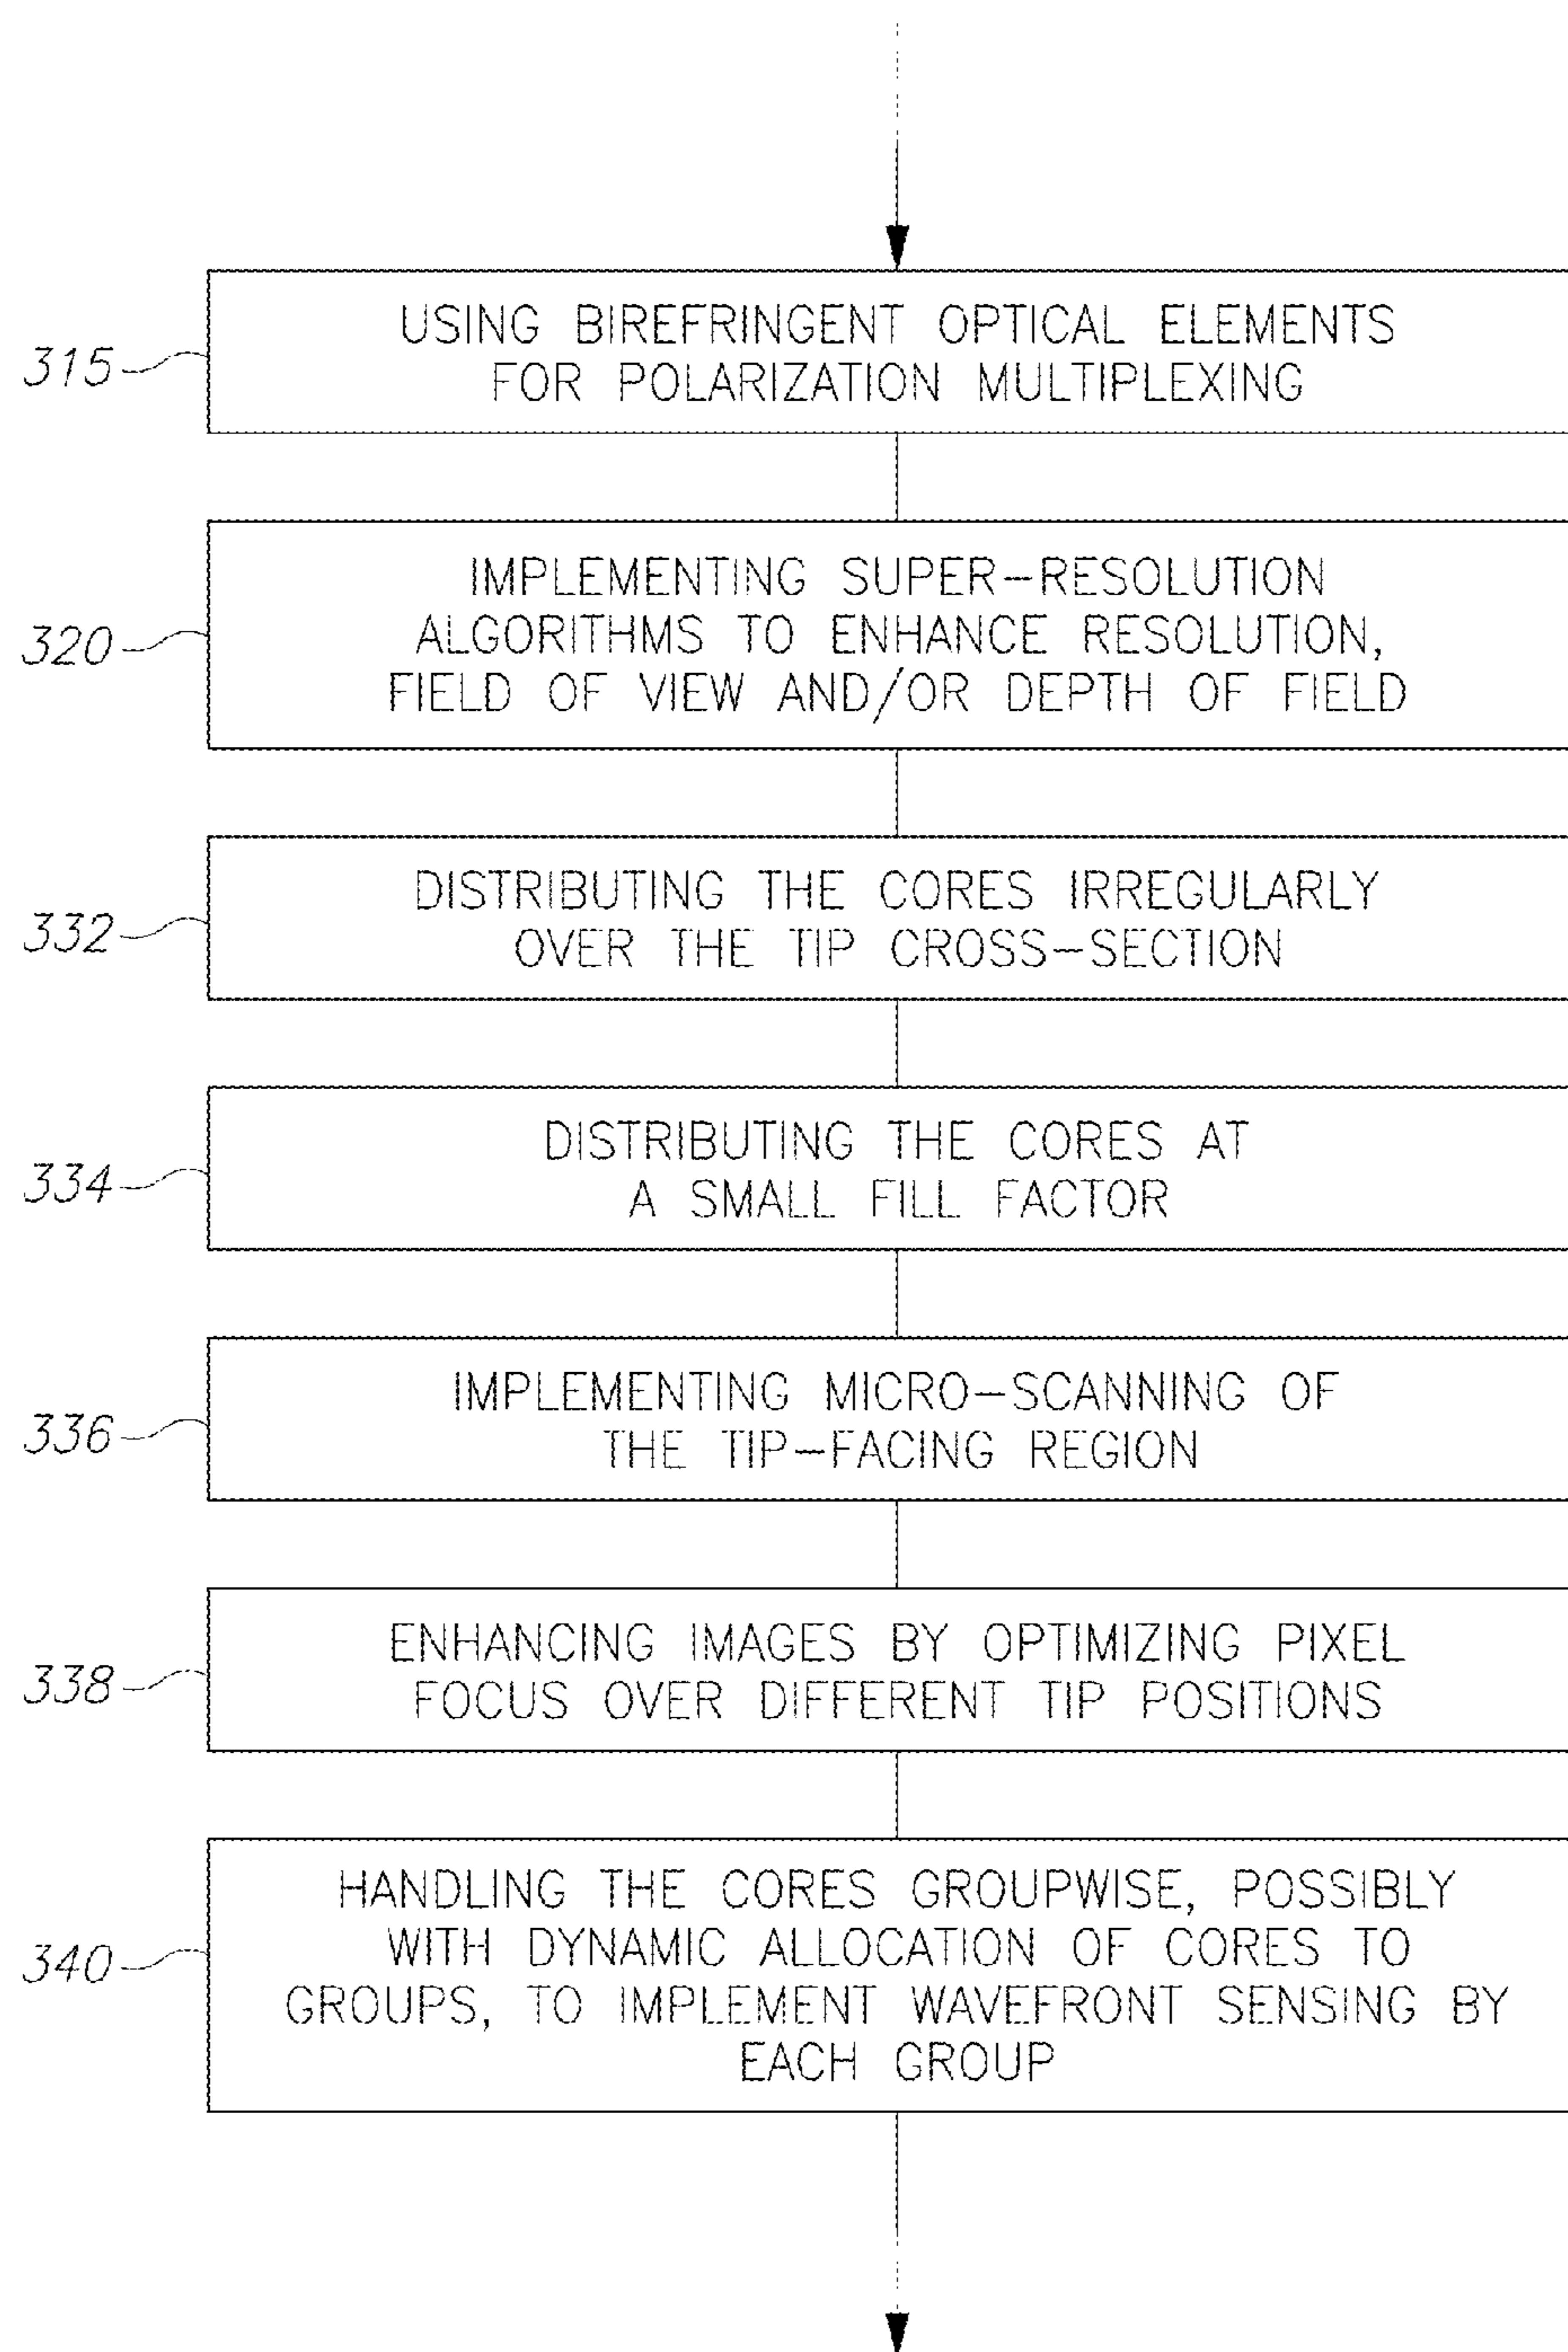 315
USING BIREFRINGENT OPTICAL ELEMENTS
FOR POLARIZATION MULTIPLEXING
320
IMPLEMENTING SUPER-RESOLUTION
ALGORITHMS TO ENHANCE RESOLUTION,
FIELD OF VIEW AND/OR DEPTH OF FIELD
332
DISTRIBUTING THE CORES IRREGULARLY
OVER THE TIP CROSS-SECTION
334
DISTRIBUTING THE CORES AT
A SMALL FILL FACTOR
336
IMPLEMENTING MICRO-SCANNING OF
THE TIP-FACING REGION
338
ENHANCING IMAGES BY OPTIMIZING PIXEL
FOCUS OVER DIFFERENT TIP POSITIONS
340
HANDLING THE CORES GROUPWISE, POSSIBLY
WITH DYNAMIC ALLOCATION OF CORES TO
GROUPS, TO IMPLEMENT WAVEFRONT SENSING BY
EACH GROUP